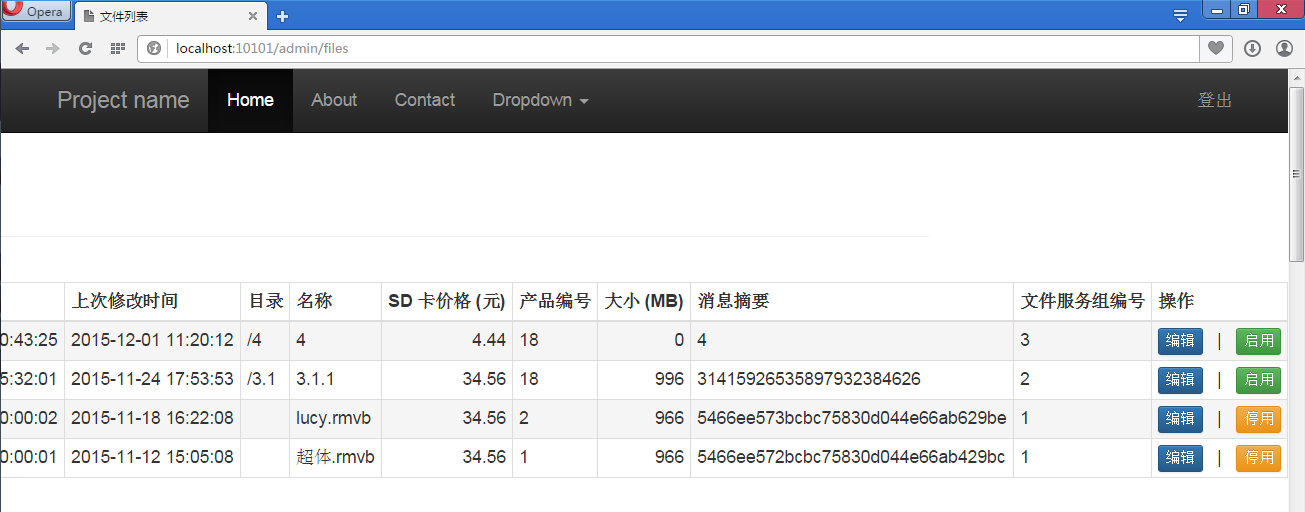 Opera
文件列表
localhost:10101/admin/files
Project name Home About Contact Dropdown 登出
上次修改时间 目录 名称 SD 卡价格 (元) 产品编号 大小 (MB) 消息摘要 文件服务组编号 操作
0:43:25 2015-12-01 11:20:12 /4 4 4.44 18 0 4 3 编辑 | 启用
5:32:01 2015-11-24 17:53:53 /3.1 3.1.1 34.56 18 996 31415926535897932384626 2 编辑 | 启用
0:00:02 2015-11-18 16:22:08 lucy.rmvb 34.56 2 966 5466ee573bcbc75830d044e66ab629be 1 编辑 | 停用
0:00:01 2015-11-12 15:05:08 超体.rmvb 34.56 1 966 5466ee572bcbc75830d044e66ab429bc 1 编辑 | 停用